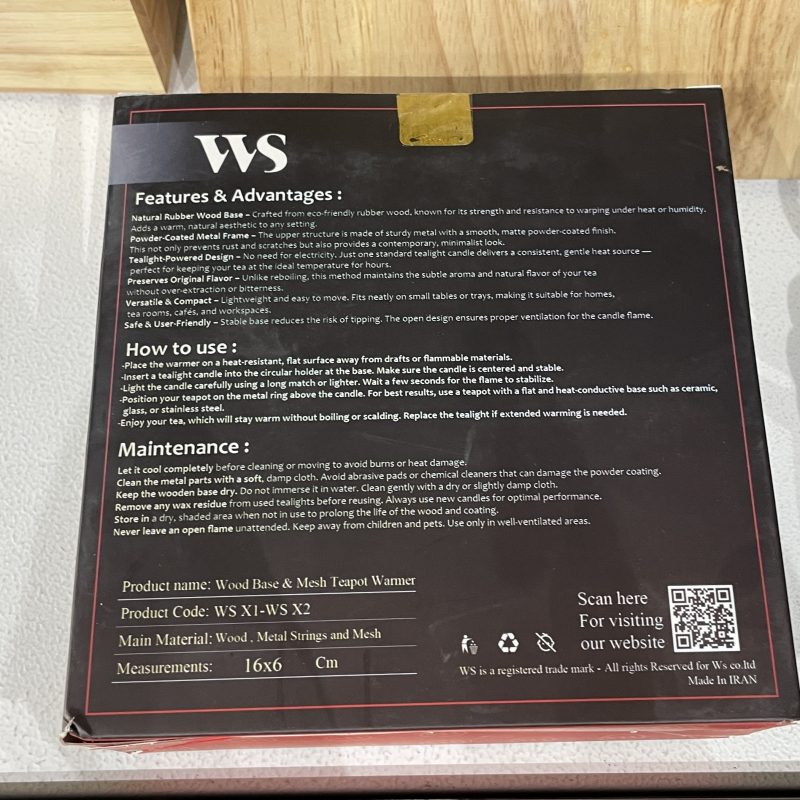 WS
Features & Advantages :
Natural Rubber Wood Base – Crafted from eco-friendly rubber wood, known for its strength and resistance to warping under heat or humidity.
Adds a warm, natural aesthetic to any setting.
Powder-Coated Metal Frame – The upper structure is made of sturdy metal with a smooth, matte powder-coated finish.
This not only prevents rust and scratches but also provides a contemporary, minimalist look.
Tealight-Powered Design – No need for electricity. Just one standard tealight candle delivers a consistent, gentle heat source —
perfect for keeping your tea at the ideal temperature for hours.
Preserves Original Flavor – Unlike reboiling, this method maintains the subtle aroma and natural flavor of your tea
without over-extraction or bitterness.
Versatile & Compact – Lightweight and easy to move. Fits neatly on small tables or trays, making it suitable for homes,
tea rooms, cafés, and workspaces.
Safe & User-Friendly – Stable base reduces the risk of tipping. The open design ensures proper ventilation for the candle flame.
How to use :
-Place the warmer on a heat-resistant, flat surface away from drafts or flammable materials.
-Insert a tealight candle into the circular holder at the base. Make sure the candle is centered and stable.
-Light the candle carefully using a long match or lighter. Wait a few seconds for the flame to stabilize.
-Position your teapot on the metal ring above the candle. For best results, use a teapot with a flat and heat-conductive base such as ceramic,
glass, or stainless steel.
-Enjoy your tea, which will stay warm without boiling or scalding. Replace the tealight if extended warming is needed.
Maintenance :
Let it cool completely before cleaning or moving to avoid burns or heat damage.
Clean the metal parts with a soft, damp cloth. Avoid abrasive pads or chemical cleaners that can damage the powder coating.
Keep the wooden base dry. Do not immerse it in water. Clean gently with a dry or slightly damp cloth.
Remove any wax residue from used tealights before reusing. Always use new candles for optimal performance.
Store in a dry, shaded area when not in use to prolong the life of the wood and coating.
Never leave an open flame unattended. Keep away from children and pets. Use only in well-ventilated areas.
Product name: Wood Base & Mesh Teapot Warmer
Product Code: WS X1-WS X2
Main Material: Wood , Metal Strings and Mesh
Measurements: 16x6 Cm
Scan here
For visiting
our website
WS is a registered trade mark - All rights Reserved for Ws co.ltd
Made In IRAN